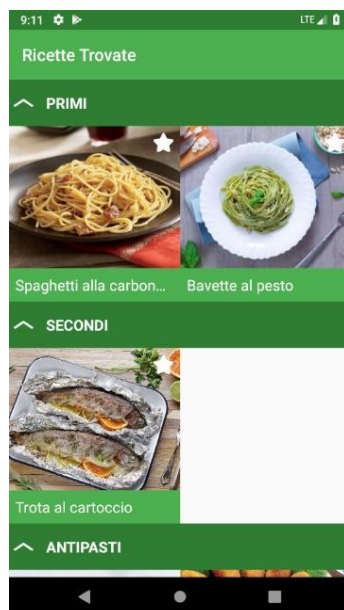 9:11 LTE
Ricette Trovate
PRIMI
Spaghetti alla carbon... Bavette al pesto
SECONDI
Trota al cartoccio
ANTIPASTI